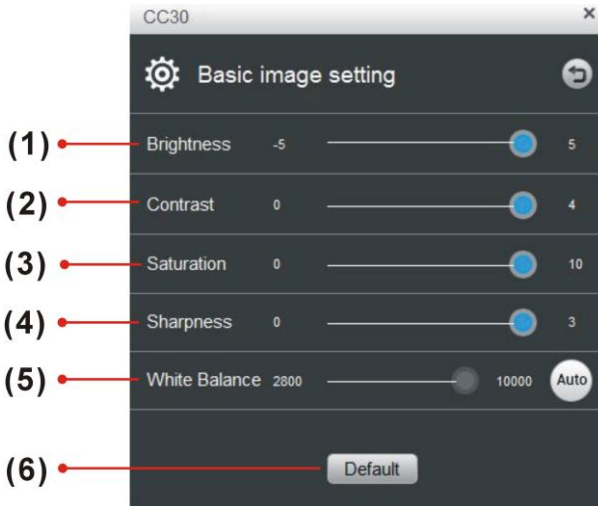 CC30 ×
Basic image setting
(1) Brightness -5 5
(2) Contrast 0 4
(3) Saturation 0 10
(4) Sharpness 0 3
(5) White Balance 2800 10000 Auto
(6) Default